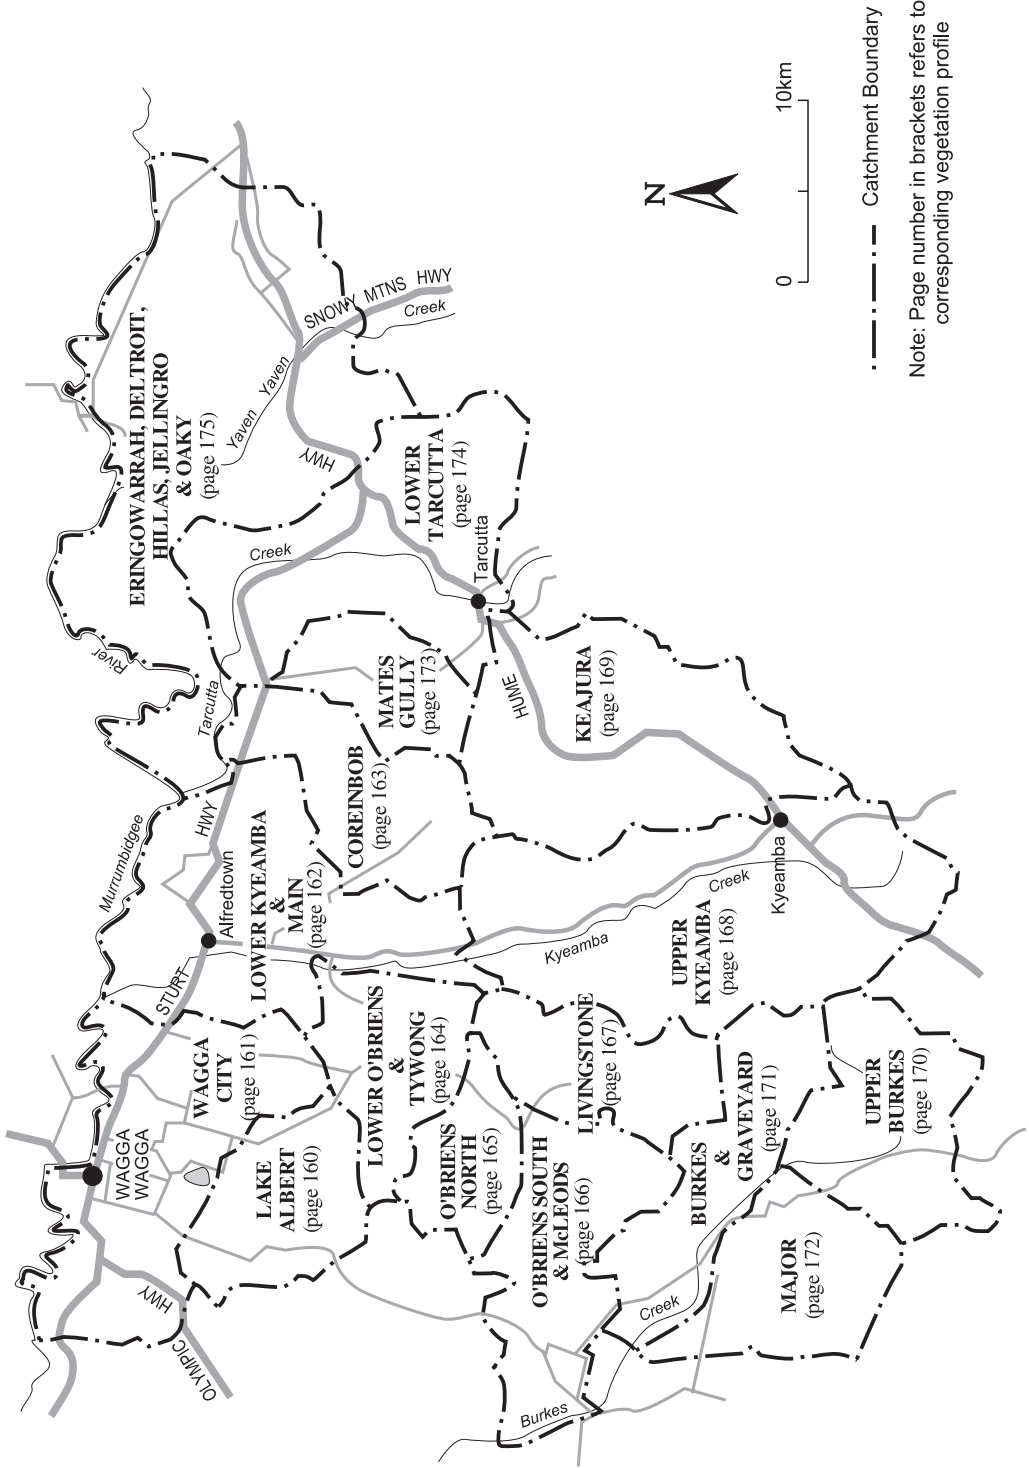 ERINGOWARRAH, DELTROIT,
HILLAS, JELLINGRO
& OAKY
(page 175)
River
Murrumbidgee
Tarcutta
Creek
Yaven Yaven
Creek
SNOWY MTNS HWY
HWY
LOWER
TARCUTTA
(page 174)
Tarcutta
MATES
GULLY
(page 173)
HUME
KEAJURA
(page 169)
COREINBOB
(page 163)
HWY
Alfredtown
STURT
LOWER KYEAMBA
&
MAIN
(page 162)
WAGGA
WAGGA
WAGGA
CITY
(page 161)
LAKE
ALBERT
(page 160)
HWY
OLYMPIC
LOWER O'BRIENS
&
TYWONG
(page 164)
O'BRIENS
NORTH
(page 165)
O'BRIENS SOUTH
& McLEODS
(page 166)
LIVINGSTONE
(page 167)
Kyeamba
Creek
UPPER
KYEAMBA
(page 168)
Kyeamba
UPPER
BURKES
(page 170)
BURKES
&
GRAVEYARD
(page 171)
MAJOR
(page 172)
Burkes
Creek
N
0 10km
Catchment Boundary
Note: Page number in brackets refers to
corresponding vegetation profile